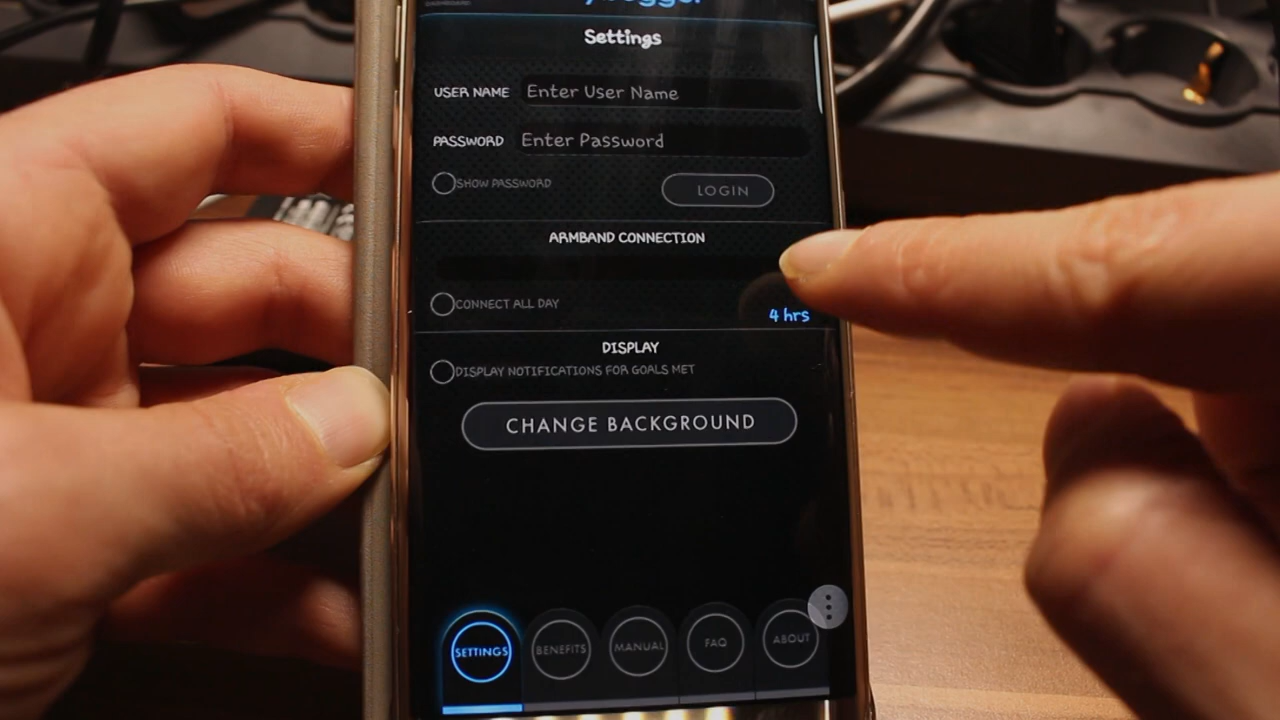 Settings
USER NAME Enter User Name
PASSWORD Enter Password
SHOW PASSWORD LOGIN
ARMBAND CONNECTION
CONNECT ALL DAY
4 hrs
DISPLAY
DISPLAY NOTIFICATIONS FOR GOALS MET
CHANGE BACKGROUND
SETTINGS BENEFITS MANUAL FAQ ABOUT